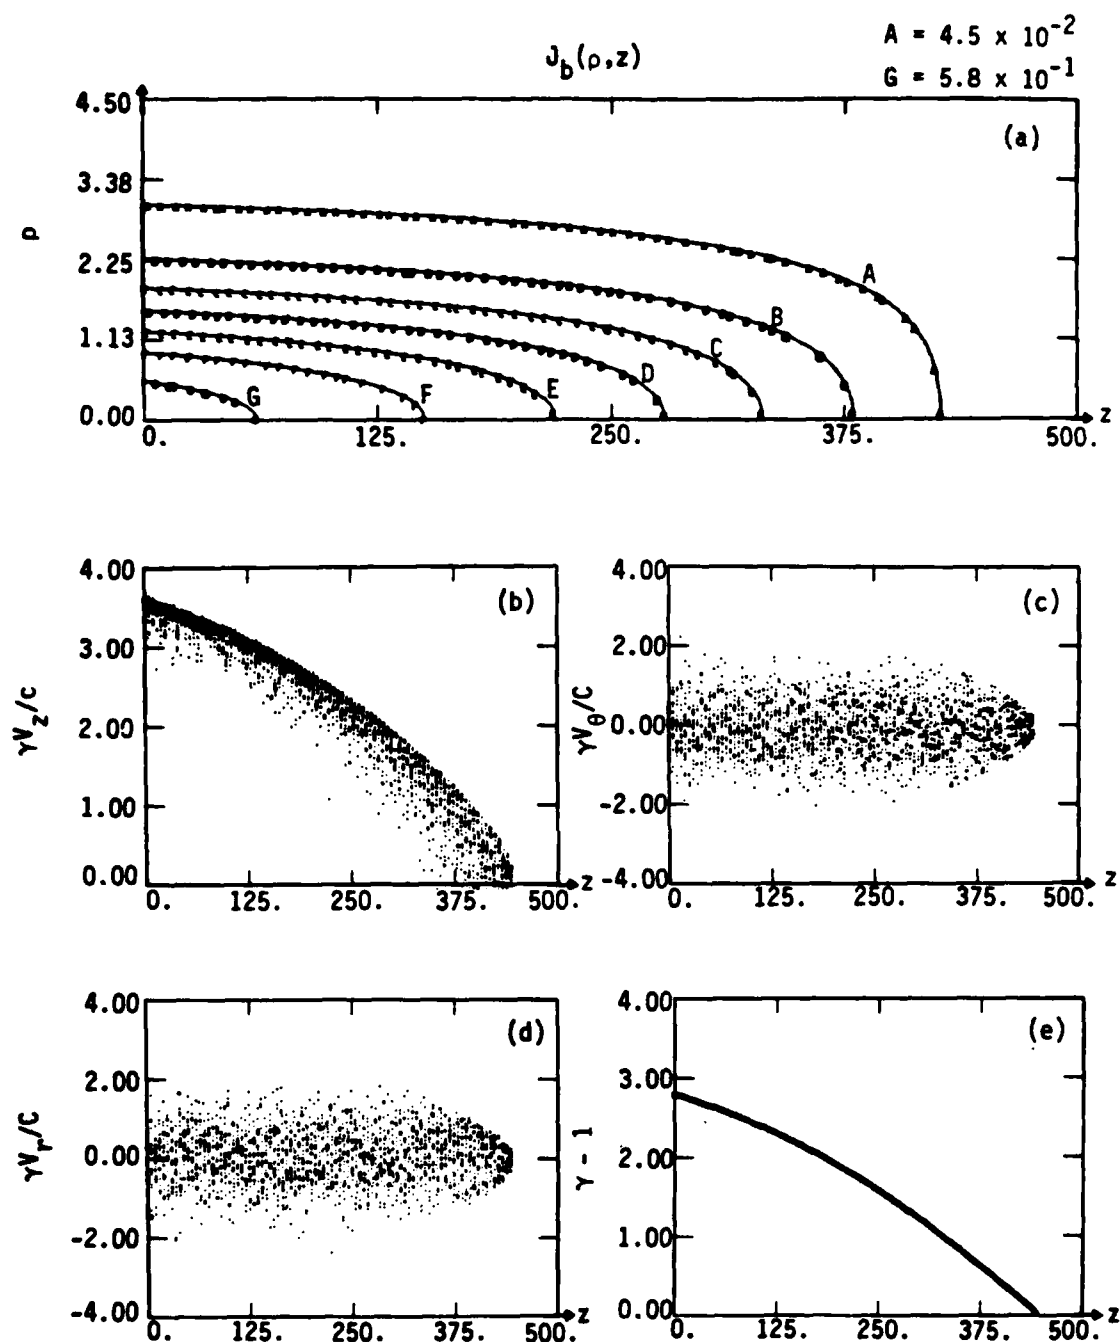 A = 4.5 x 10-2
J_b(ρ,z)
G = 5.8 x 10-1
4.50
(a)
3.38
ρ
2.25
A
B
1.13
C
D
E
F
G
0.00
z
0. 125. 250. 375. 500.
4.00
(b)
3.00
γV_z/c
2.00
1.00
0.00
z
0. 125. 250. 375. 500.
4.00
(c)
2.00
γV_θ/C
0.00
-2.00
-4.00
z
0. 125. 250. 375. 500.
4.00
(d)
2.00
γV_r/C
0.00
-2.00
-4.00
z
0. 125. 250. 375. 500.
4.00
(e)
3.00
γ - 1
2.00
1.00
0.00
z
0. 125. 250. 375. 500.